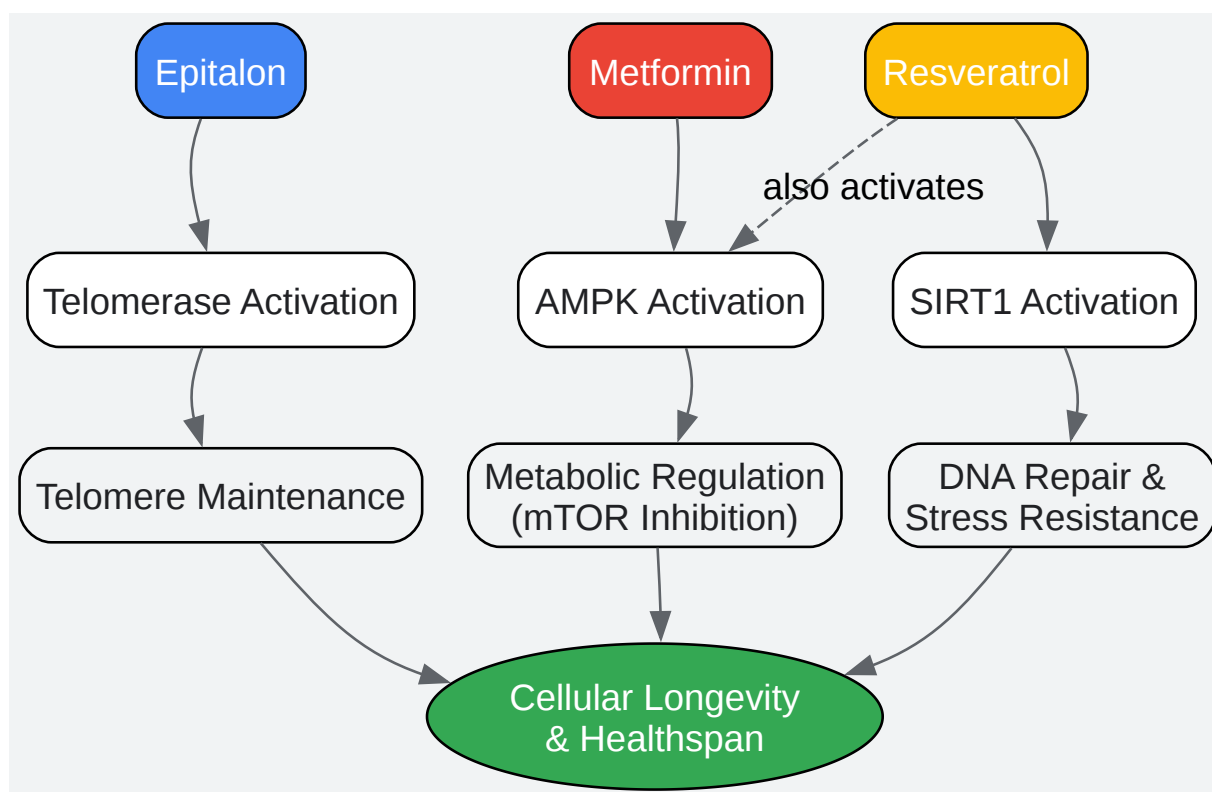 Epitalon
Metformin
Resveratrol
also activates
Telomerase Activation
AMPK Activation
SIRT1 Activation
Telomere Maintenance
Metabolic Regulation
(mTOR Inhibition)
DNA Repair &
Stress Resistance
Cellular Longevity
& Healthspan